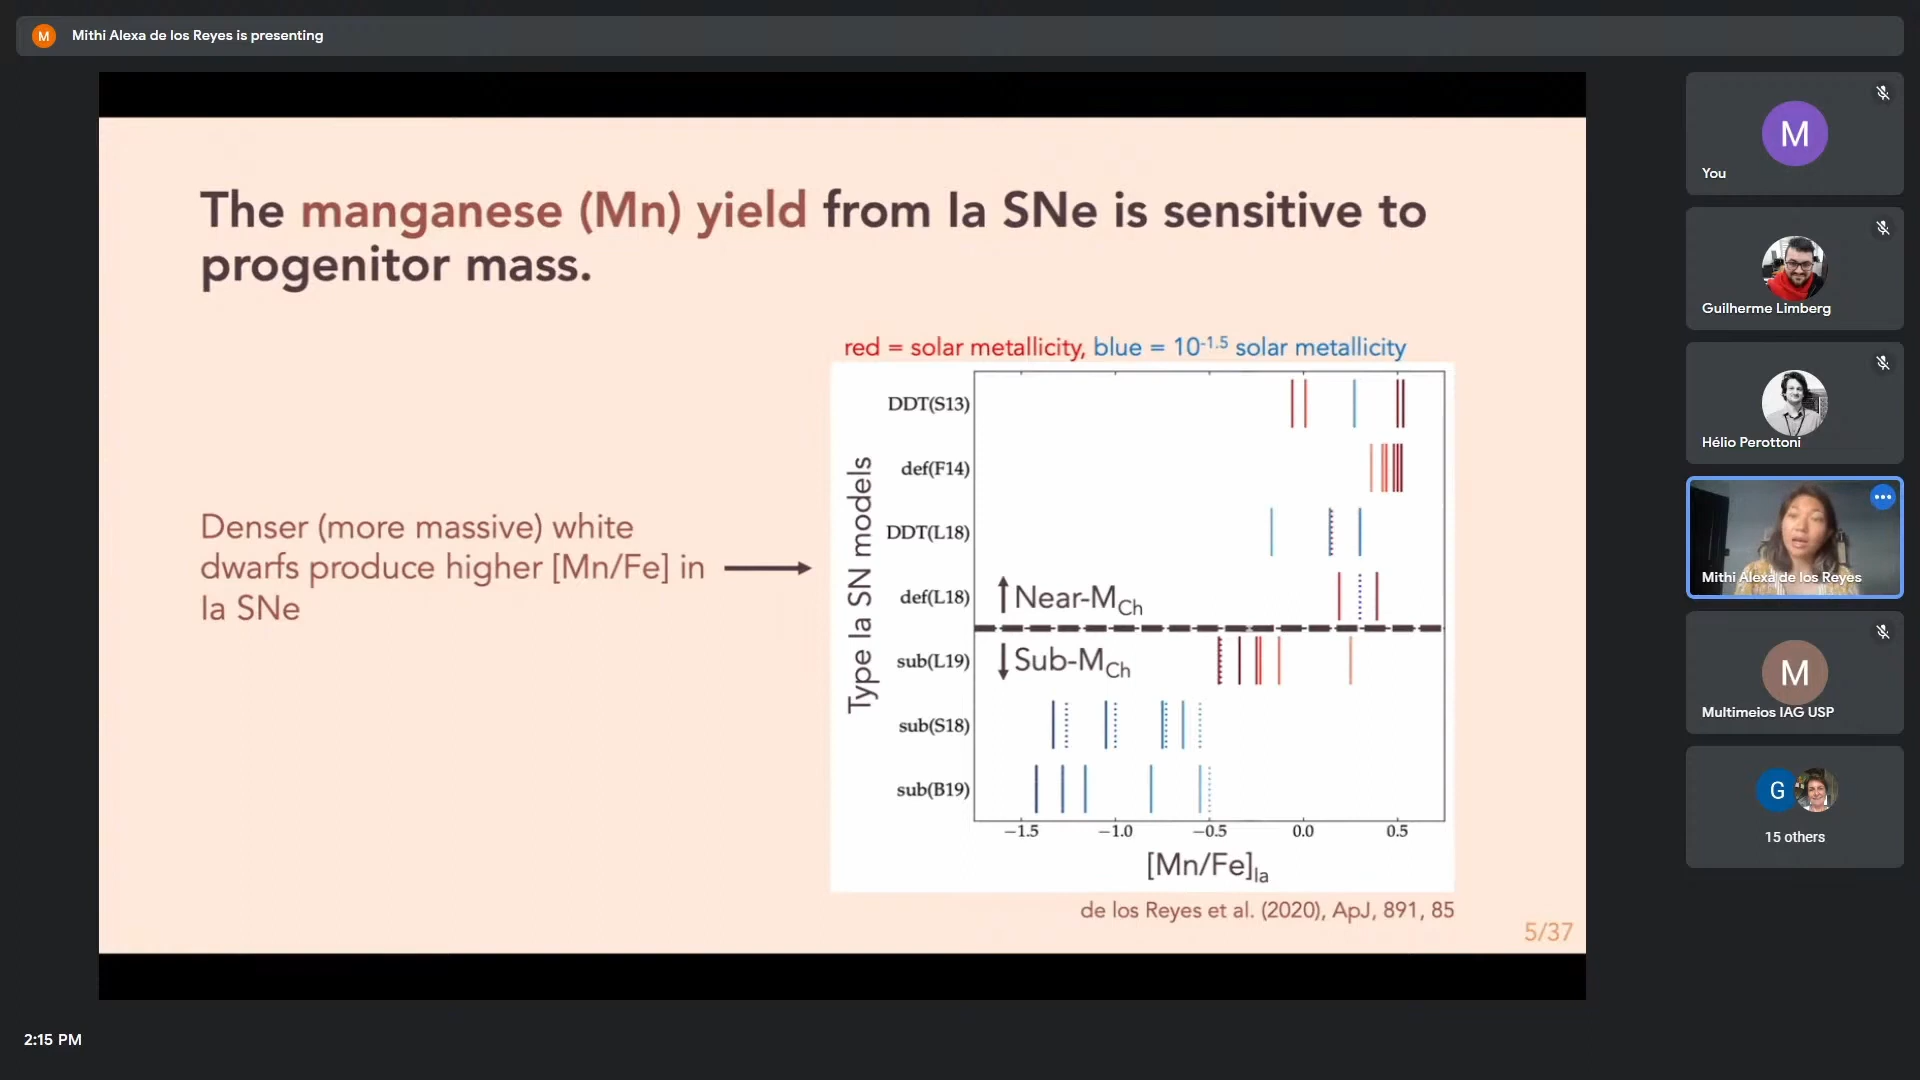 M
Mithi Alexa de los Reyes is presenting
The manganese (Mn) yield from Ia SNe is sensitive to
progenitor mass.
Denser (more massive) white
dwarfs produce higher [Mn/Fe] in
Ia SNe
red = solar metallicity, blue = 10-1.5 solar metallicity
Type Ia SN models
DDT(S13)
def(F14)
DDT(L18)
def(L18)
sub(L19)
sub(S18)
sub(B19)
↑ Near-MCh
↓ Sub-MCh
−1.5 −1.0 −0.5 0.0 0.5
[Mn/Fe]Ia
de los Reyes et al. (2020), ApJ, 891, 85
5/37
M
You
Guilherme Limberg
Hélio Perottoni
Mithi Alexa de los Reyes
M
Multimeios IAG USP
G
15 others
2:15 PM